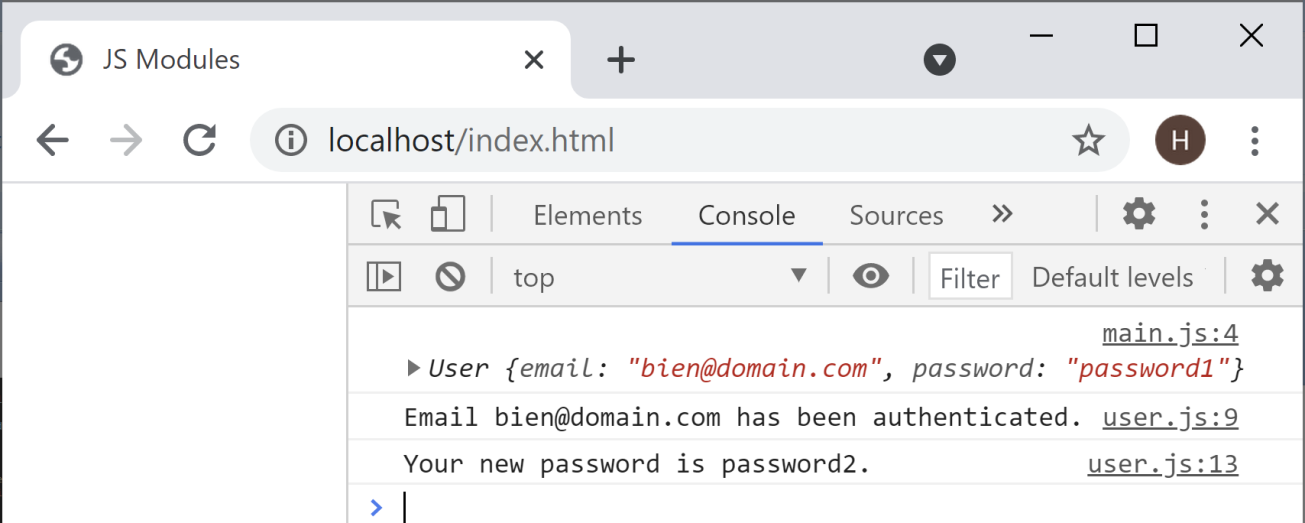 JS Modules
localhost/index.html
H
Elements Console Sources
top Filter Default levels
main.js:4
User {email: "bien@domain.com", password: "password1"}
Email bien@domain.com has been authenticated. user.js:9
Your new password is password2. user.js:13